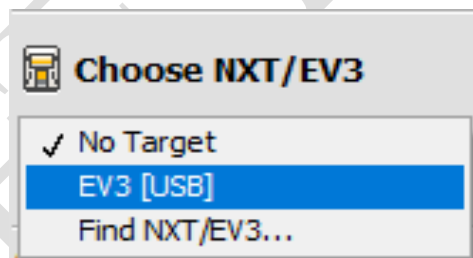 Choose NXT/EV3
✓ No Target
EV3 [USB]
Find NXT/EV3...